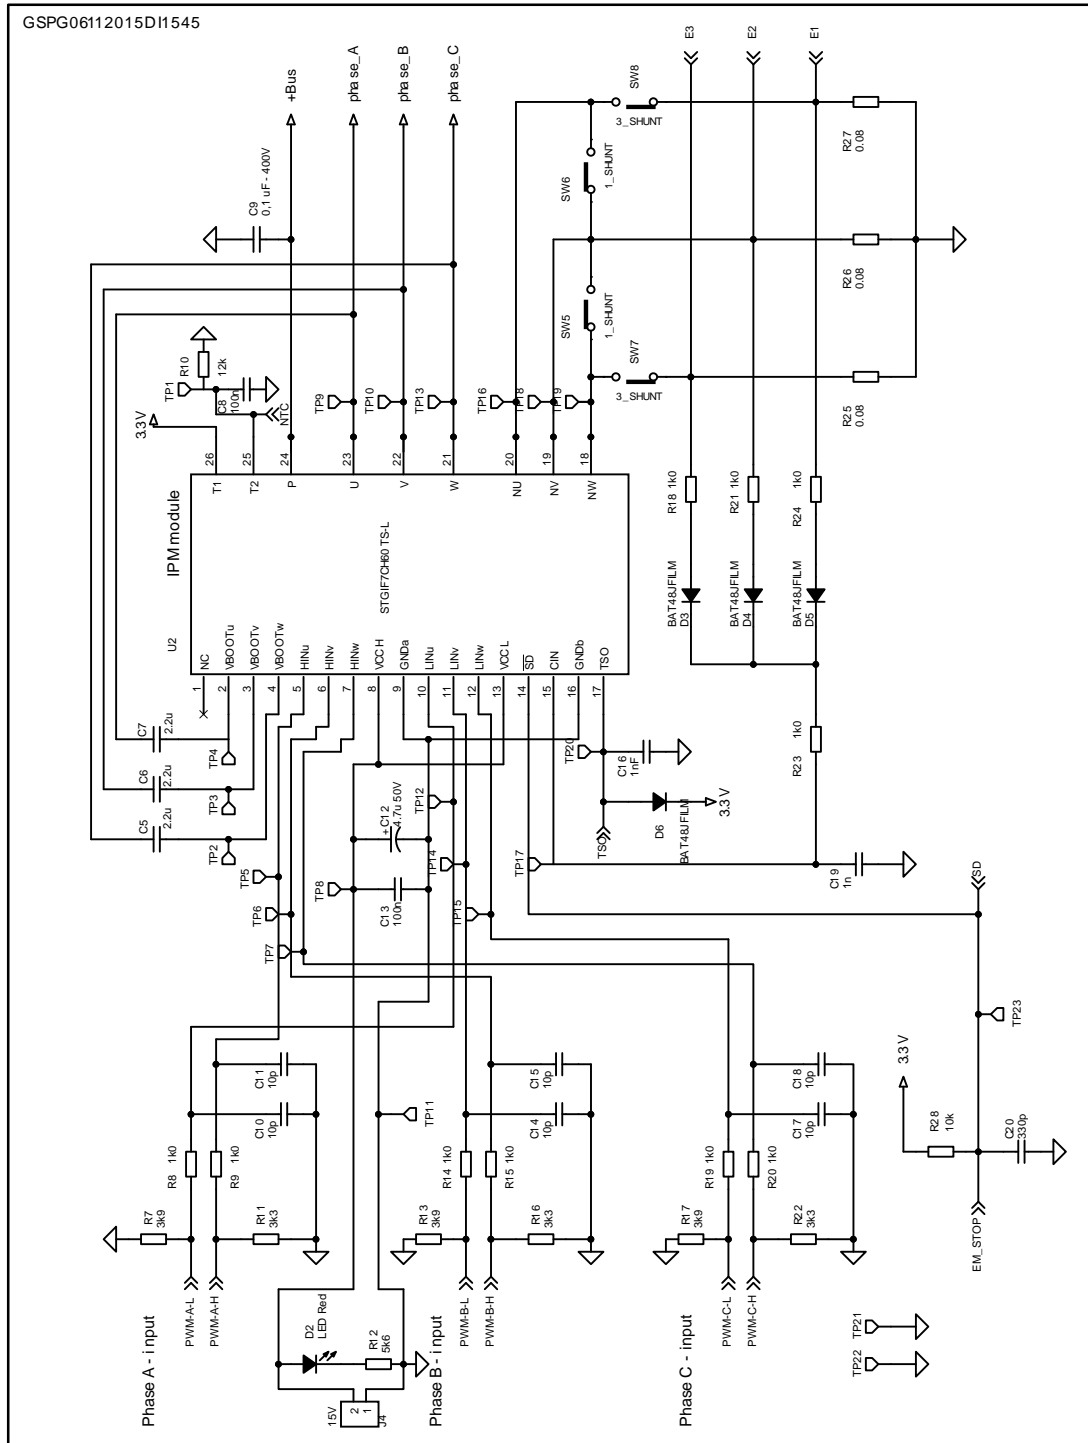 GSPG06112015DI1545
+Bus
phase_A
phase_B
phase_C
E3
E2
E1
SW8
3_SHUNT
SW6
1_SHUNT
SW5
1_SHUNT
SW7
3_SHUNT
R27
0.08
R26
0.08
R25
0.08
C9
0,1 uF - 400V
R10
12k
TP1
C8
100n
NTC
3.3 V
TP9
TP10
TP13
TP16
TP18
TP19
26
25
24
23
22
21
20
19
18
T1
T2
P
U
V
W
NU
NV
NW
IPM module
STGIF7CH60TS-L
U2
NC
VBOOTu
VBOOTv
VBOOTw
HINu
HINv
HINw
VCCH
GNDa
LINu
LINv
LINw
VCCL
SD
CIN
GNDb
TSO
1
2
3
4
5
6
7
8
9
10
11
12
13
14
15
16
17
R18 1k0
R21 1k0
R24 1k0
BAT48JFILM
D3
BAT48JFILM
D4
BAT48JFILM
D5
R23 1k0
C7
2.2u
C6
2.2u
C5
2.2u
TP4
TP3
TP2
TP5
TP6
TP7
TP8
+
C12
4.7u 50V
C13
100n
TP12
TP14
TP15
TP17
TP20
C16
1nF
TSO
D6
BAT48JFILM
3.3 V
C19
1n
SD
TP23
C11
10p
C10
10p
R8 1k0
R9 1k0
R7
3k9
R11
3k3
PWM-A-L
PWM-A-H
Phase A - input
TP11
C15
10p
C14
10p
R14 1k0
R15 1k0
R13
3k9
R16
3k3
PWM-B-L
PWM-B-H
Phase B - input
D2
LED Red
R12
5k6
15V
2
1
J4
C18
10p
C17
10p
R19 1k0
R20 1k0
R17
3k9
R22
3k3
PWM-C-L
PWM-C-H
Phase C - input
3.3 V
R28
10k
C20
330p
EM_STOP
TP21
TP22